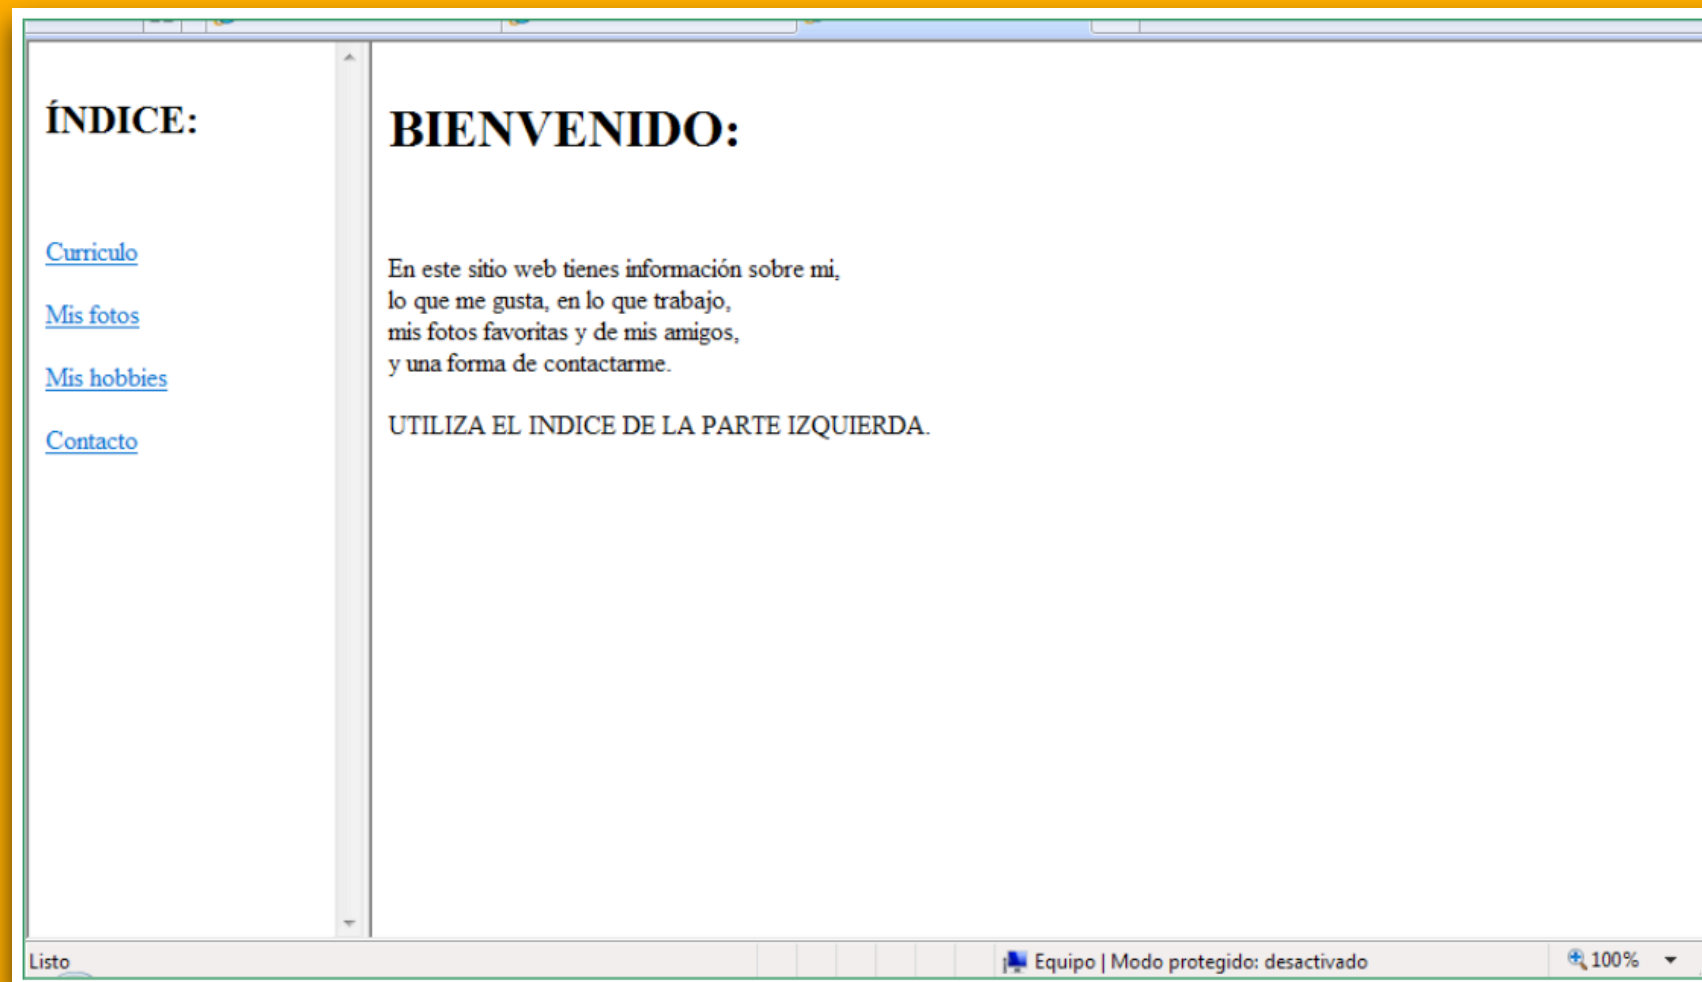 ÍNDICE:
Curriculo
Mis fotos
Mis hobbies
Contacto
BIENVENIDO:
En este sitio web tienes información sobre mi,
lo que me gusta, en lo que trabajo,
mis fotos favoritas y de mis amigos,
y una forma de contactarme.
UTILIZA EL INDICE DE LA PARTE IZQUIERDA.
Listo
Equipo | Modo protegido: desactivado
100%